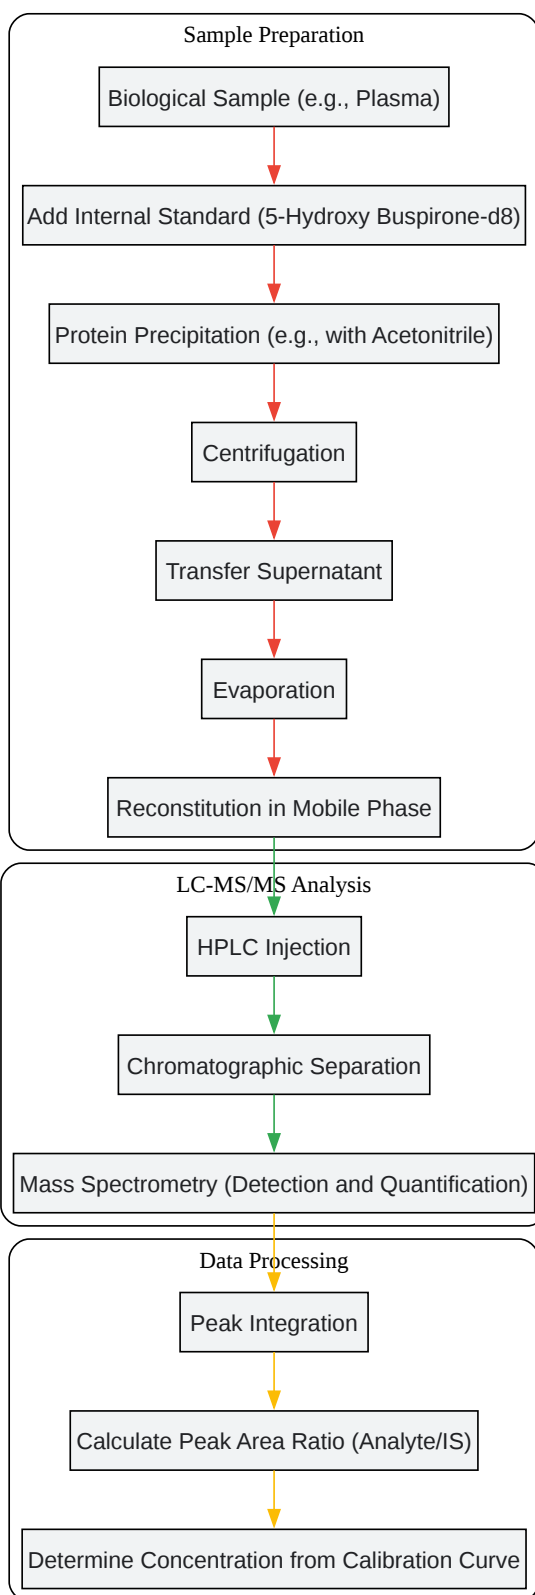 Sample Preparation
Biological Sample (e.g., Plasma)
Add Internal Standard (5-Hydroxy Buspirone-d8)
Protein Precipitation (e.g., with Acetonitrile)
Centrifugation
Transfer Supernatant
Evaporation
Reconstitution in Mobile Phase
LC-MS/MS Analysis
HPLC Injection
Chromatographic Separation
Mass Spectrometry (Detection and Quantification)
Data Processing
Peak Integration
Calculate Peak Area Ratio (Analyte/IS)
Determine Concentration from Calibration Curve